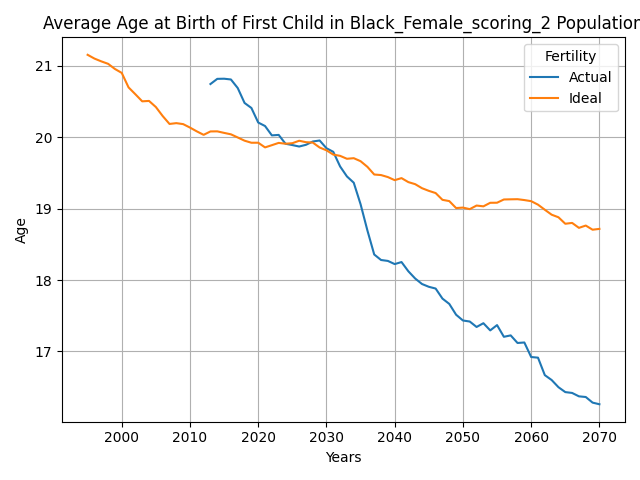 Average Age at Birth of First Child in Black_Female_scoring_2 Population
Fertility
Actual
Ideal
Age
21
20
19
18
17
2000 2010 2020 2030 2040 2050 2060 2070
Years